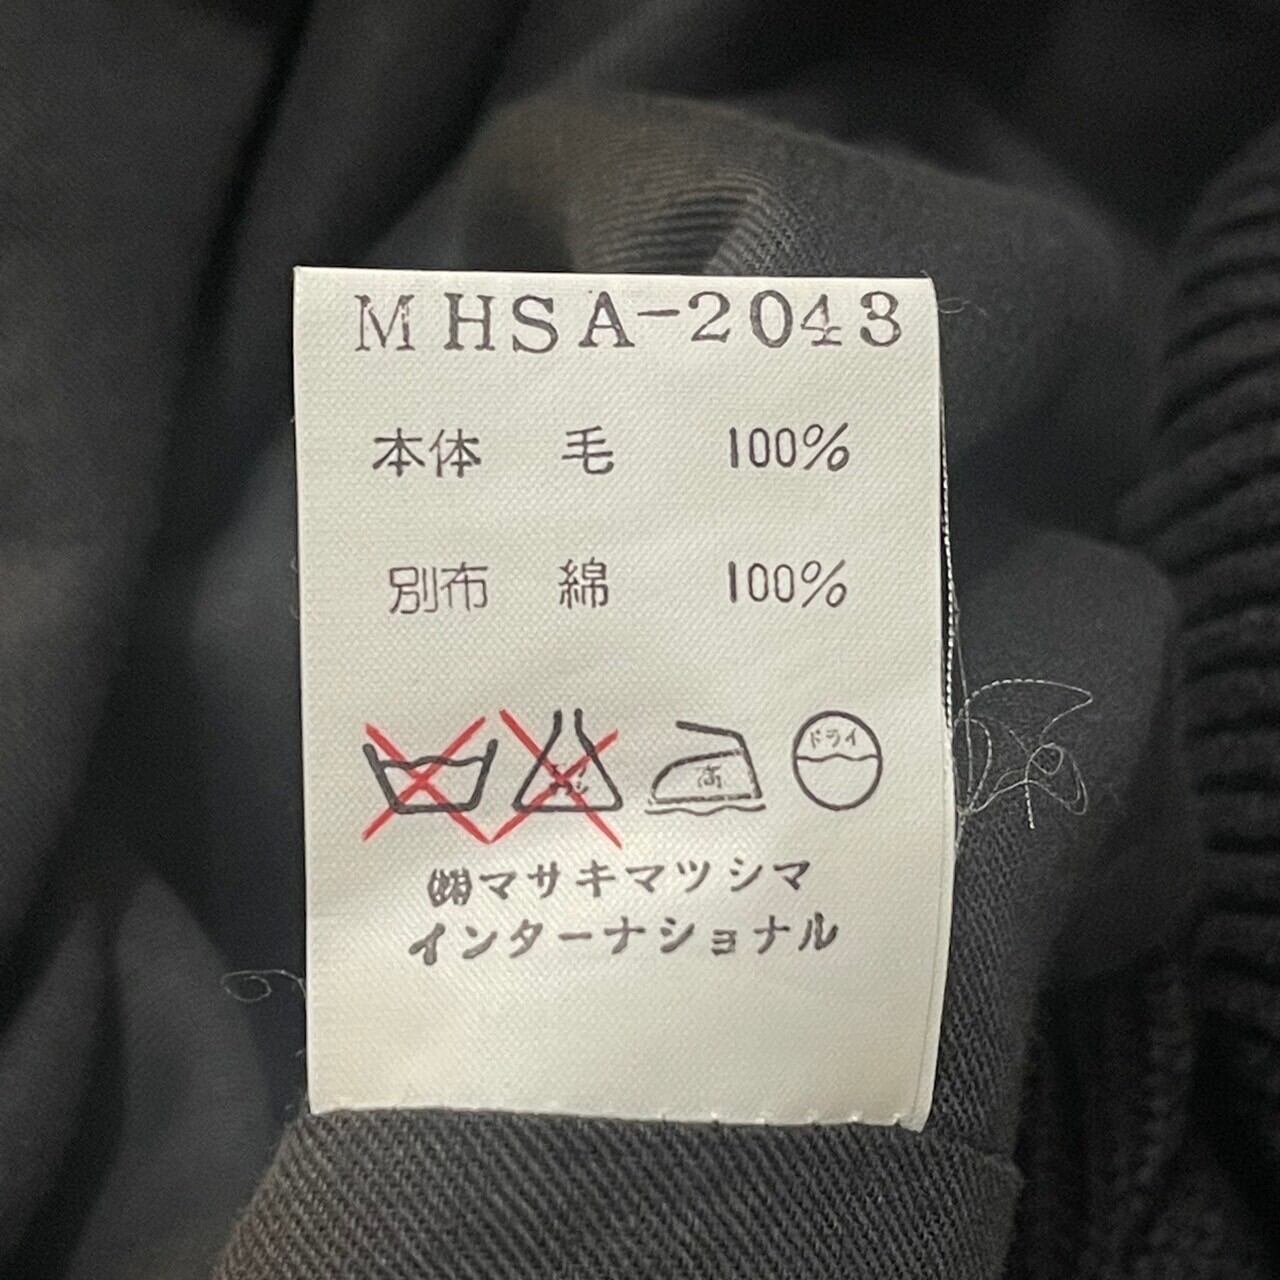 MHSA-2043
本体 毛 100%
別布 綿 100%
高 ドライ
㈱マサキマツシマ
インターナショナル